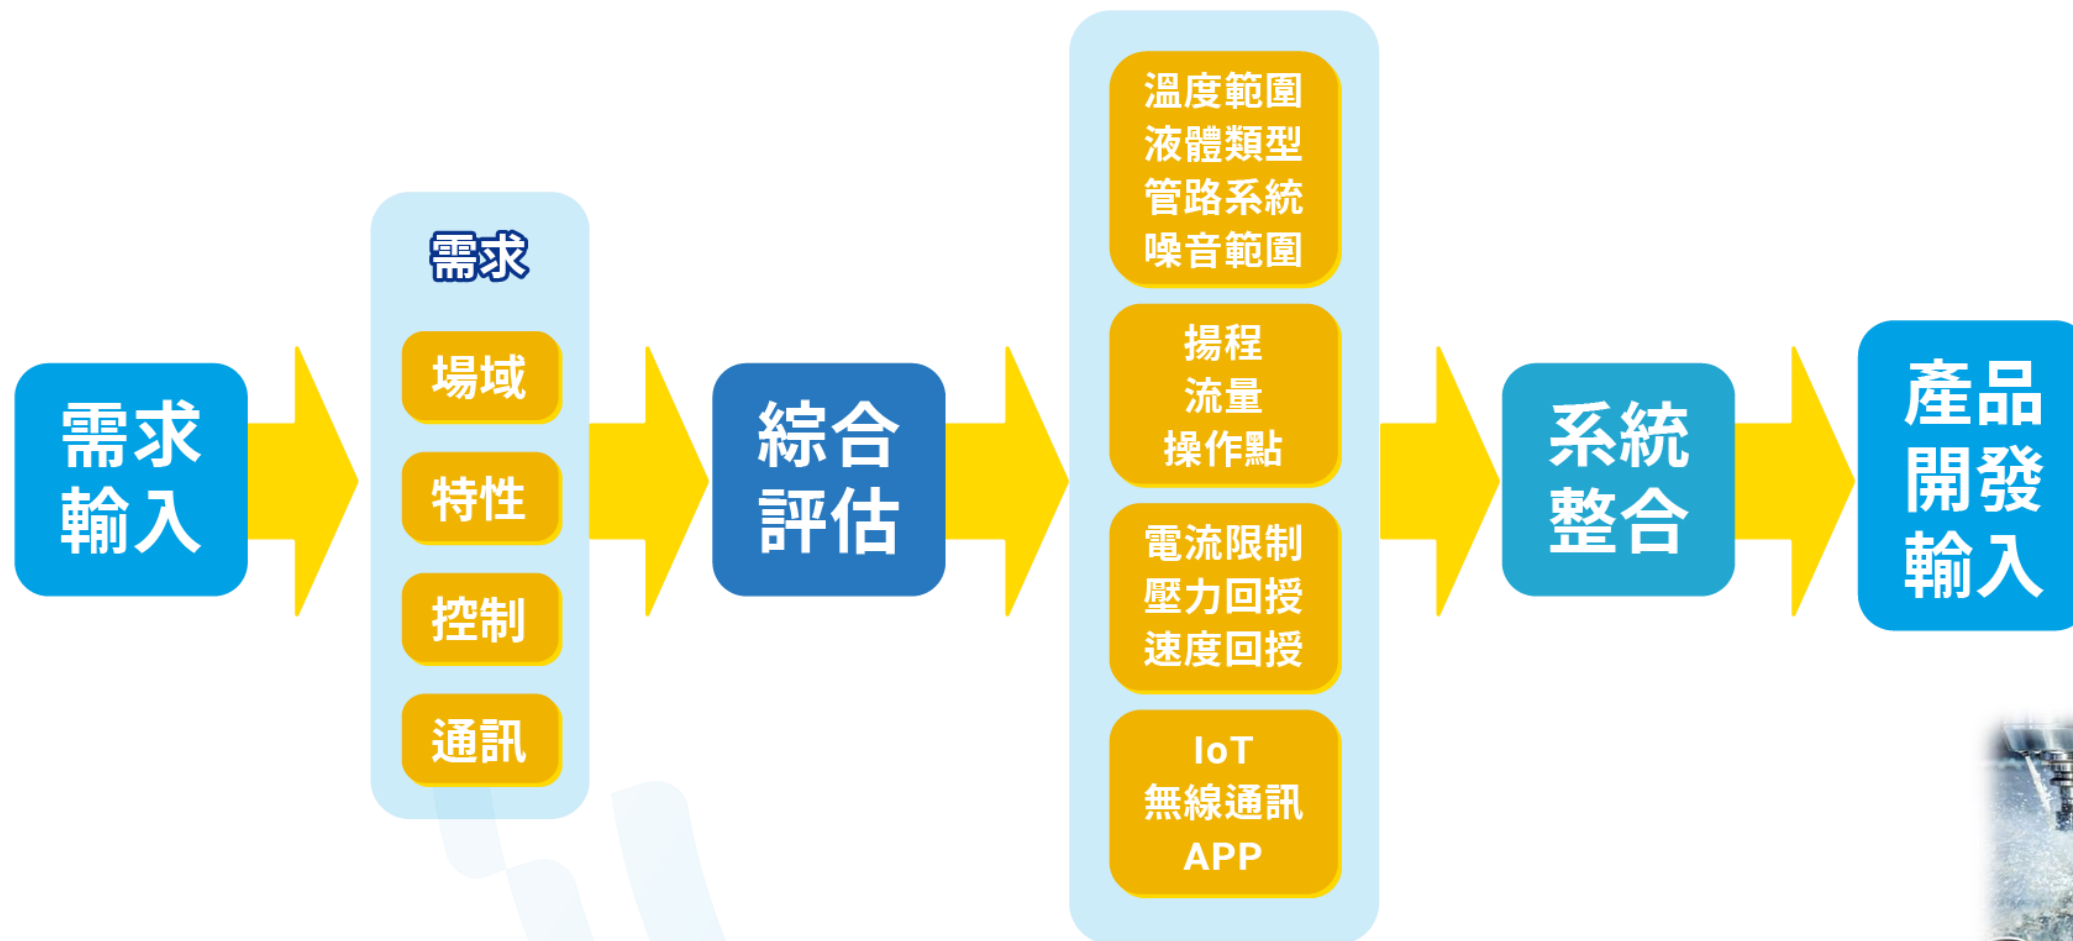 需求
輸入
需求
場域
特性
控制
通訊
綜合
評估
溫度範圍
液體類型
管路系統
噪音範圍
揚程
流量
操作點
電流限制
壓力回授
速度回授
IoT
無線通訊
APP
系統
整合
產品
開發
輸入